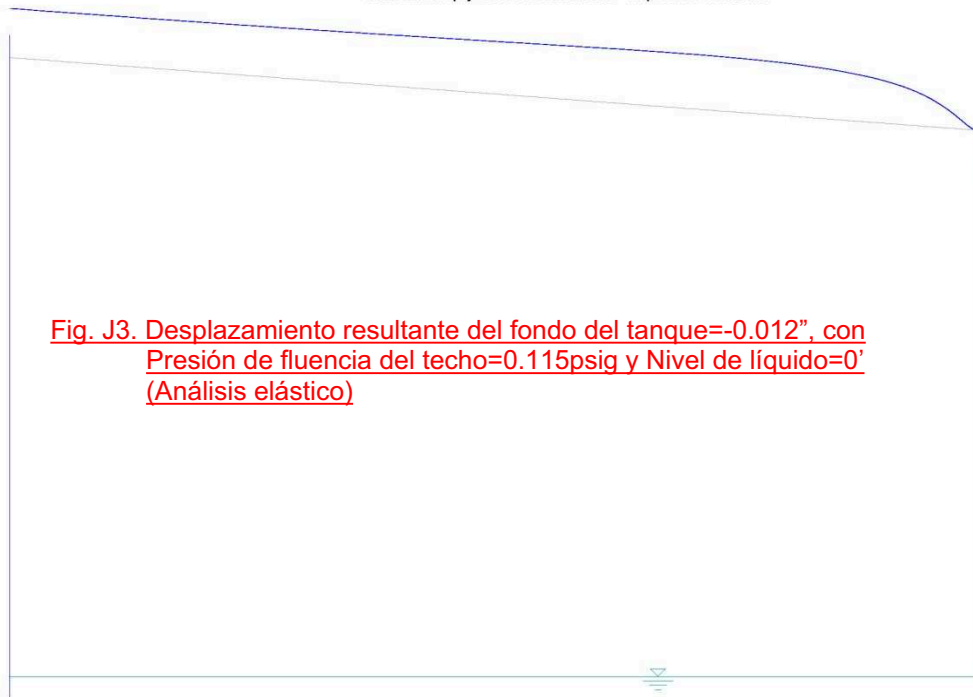 Fig. J3. Desplazamiento resultante del fondo del tanque=-0.012”, con
Presión de fluencia del techo=0.115psig y Nivel de líquido=0’
(Análisis elástico)